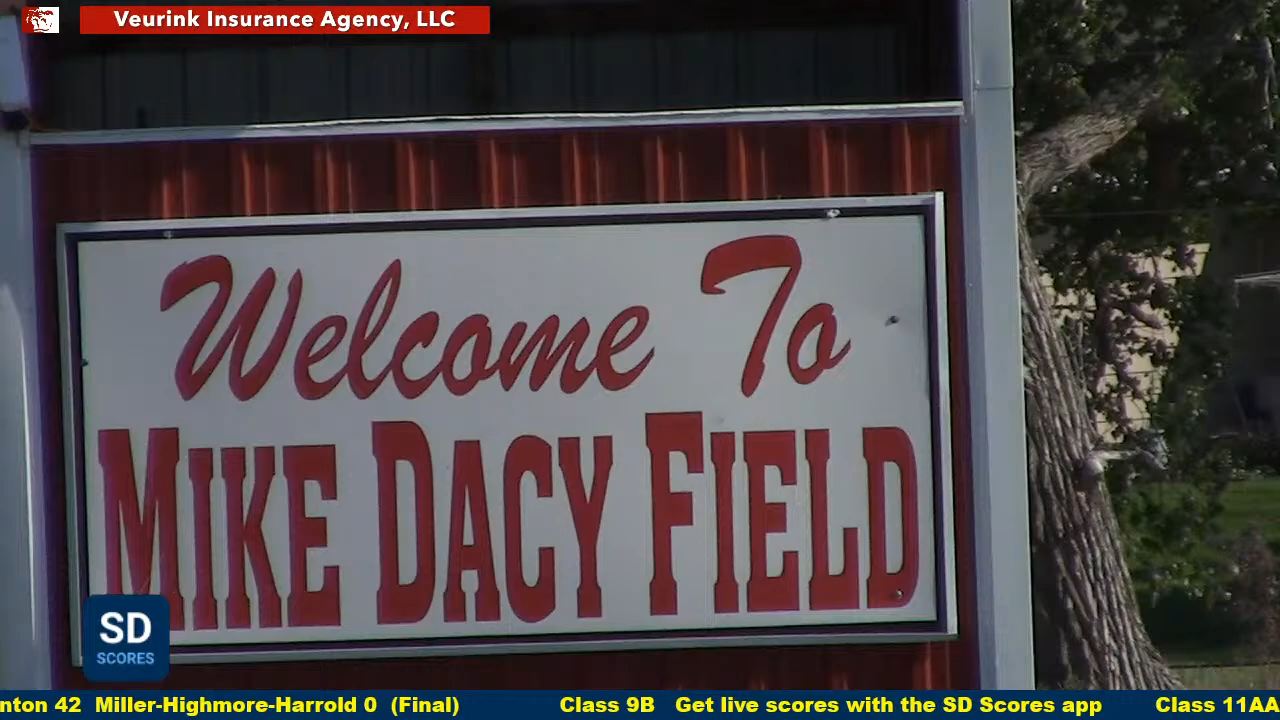 Veurink Insurance Agency, LLC
Welcome To
MIKE DACY FIELD
SD
SCORES
nton 42 Miller-Highmore-Harrold 0 (Final) Class 9B Get live scores with the SD Scores app Class 11AA